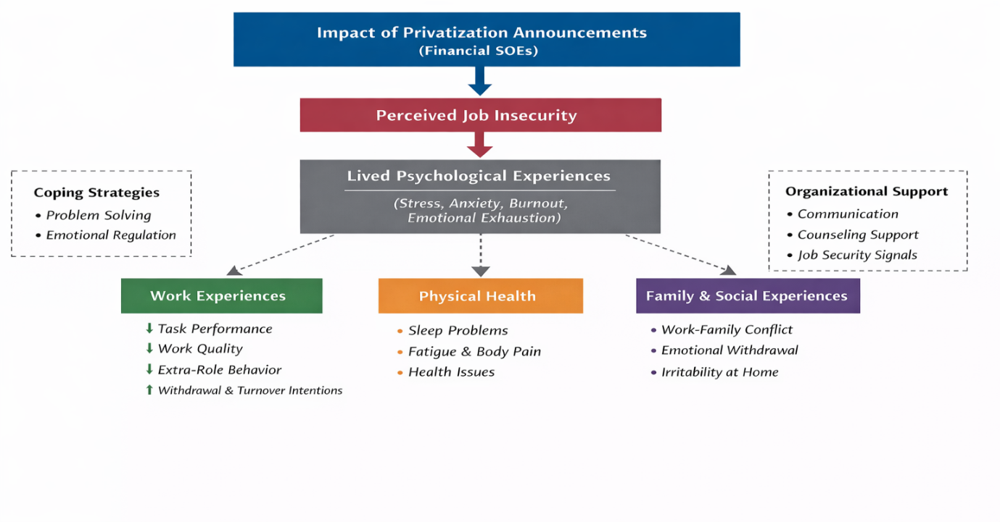 Impact of Privatization Announcements
(Financial SOEs)
Perceived Job Insecurity
Lived Psychological Experiences
(Stress, Anxiety, Burnout,
Emotional Exhaustion)
Coping Strategies
• Problem Solving
• Emotional Regulation
Organizational Support
• Communication
• Counseling Support
• Job Security Signals
Work Experiences
↓ Task Performance
↓ Work Quality
↓ Extra-Role Behavior
↑ Withdrawal & Turnover Intentions
Physical Health
• Sleep Problems
• Fatigue & Body Pain
• Health Issues
Family & Social Experiences
• Work-Family Conflict
• Emotional Withdrawal
• Irritability at Home